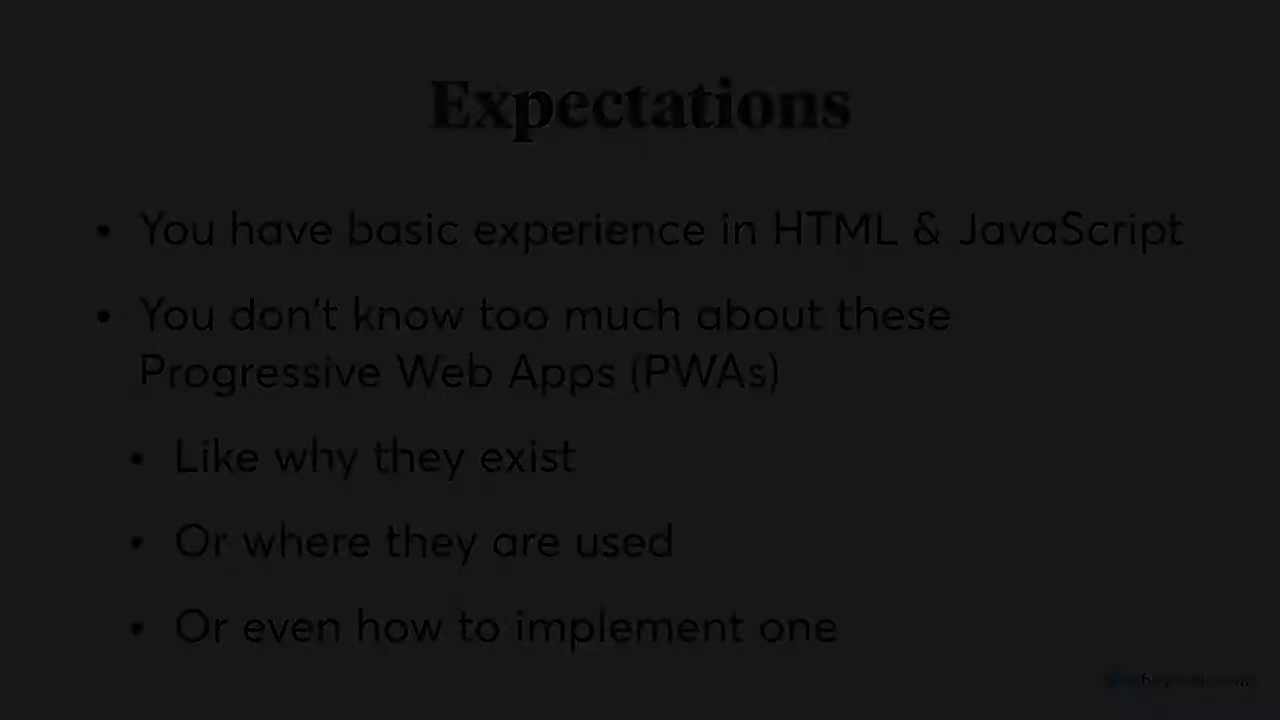 Expectations
• You have basic experience in HTML & JavaScript
• You don't know too much about these
Progressive Web Apps (PWAs)
• Like why they exist
• Or where they are used
• Or even how to implement one